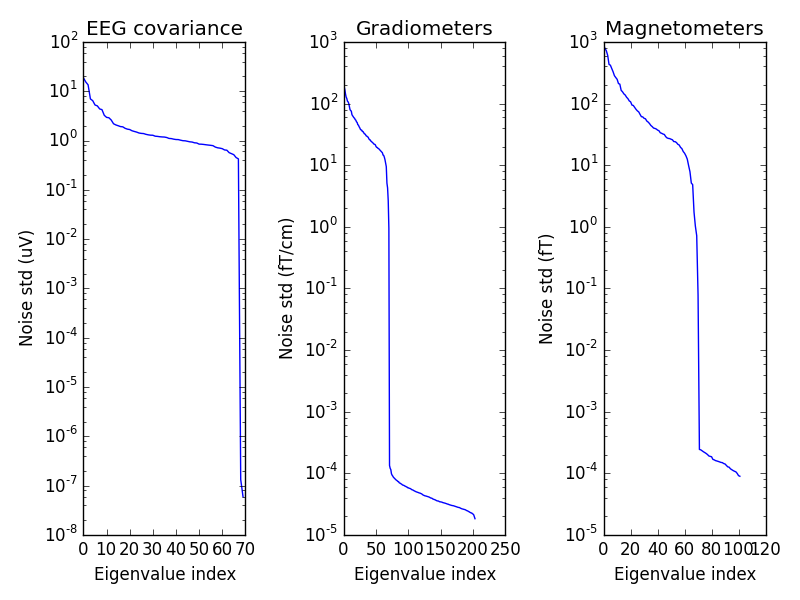 EEG covariance
Noise std (uV)
10^2
10^1
10^0
10^-1
10^-2
10^-3
10^-4
10^-5
10^-6
10^-7
10^-8
0 10 20 30 40 50 60 70
Eigenvalue index
Gradiometers
Noise std (fT/cm)
10^3
10^2
10^1
10^0
10^-1
10^-2
10^-3
10^-4
10^-5
0 50 100 150 200 250
Eigenvalue index
Magnetometers
Noise std (fT)
10^3
10^2
10^1
10^0
10^-1
10^-2
10^-3
10^-4
10^-5
0 20 40 60 80 100 120
Eigenvalue index